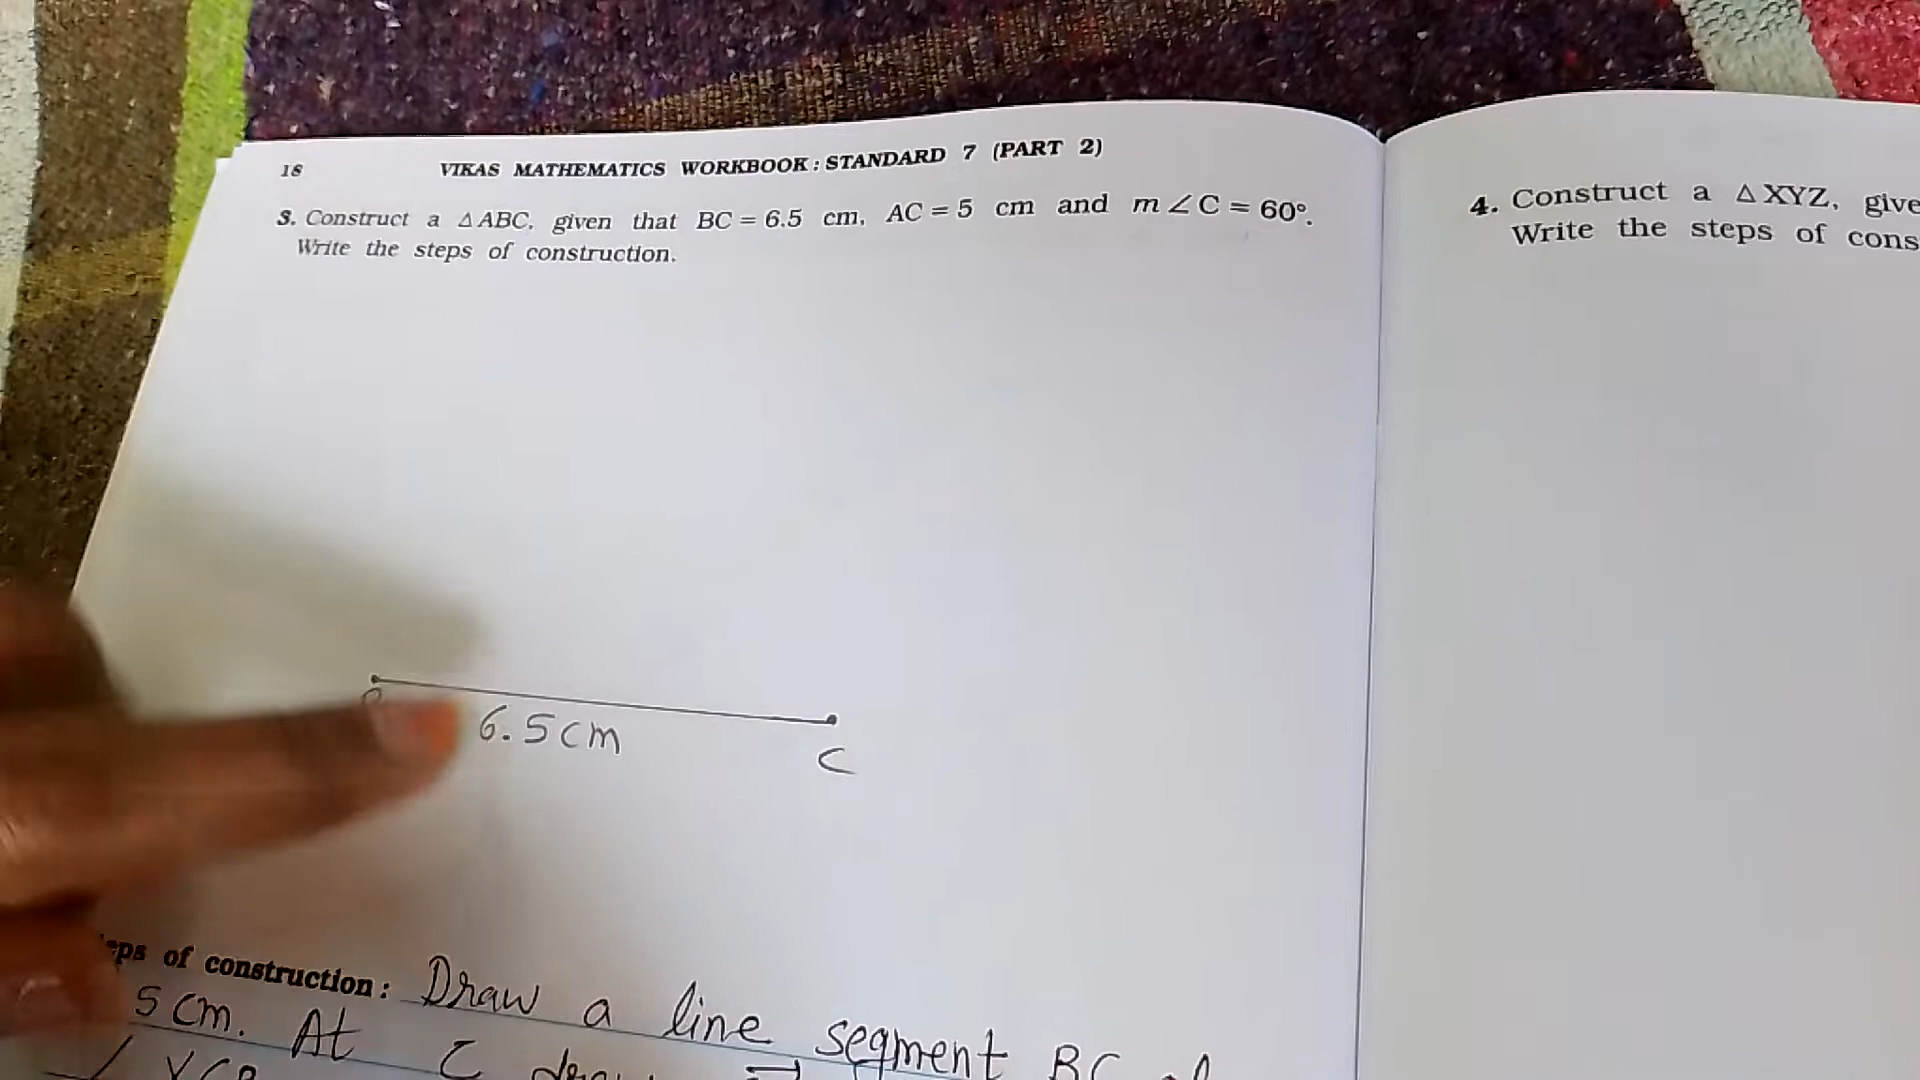 18 VIKAS MATHEMATICS WORKBOOK : STANDARD 7 (PART 2)
3. Construct a △ ABC, given that BC = 6.5 cm, AC = 5 cm and m ∠ C = 60°.
Write the steps of construction.
6.5cm
C
of construction: Draw a line segment BC
5 cm. At C
4. Construct a △ XYZ,
Write the steps of